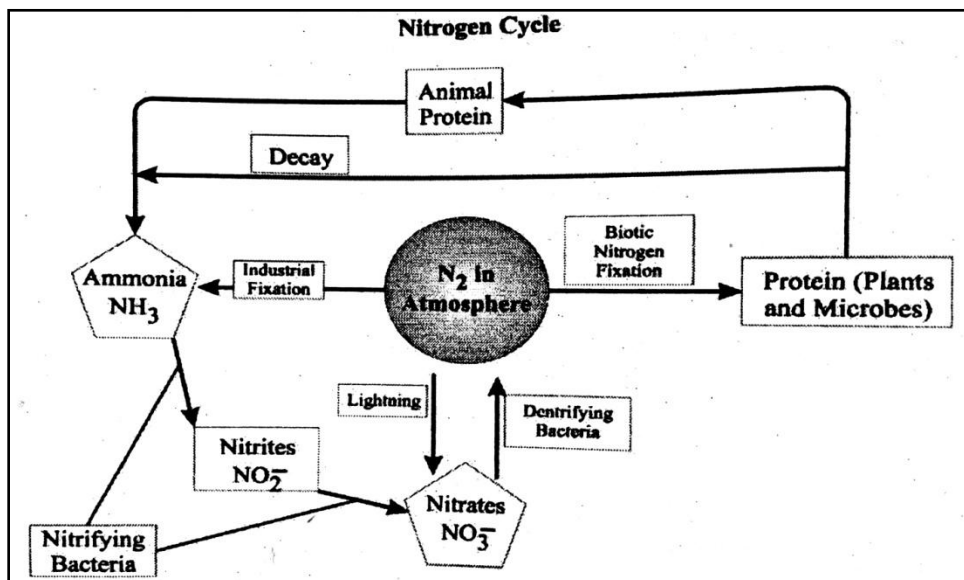 Nitrogen Cycle
Animal
Protein
Decay
Biotic
Nitrogen
Fixation
Ammonia
NH3
Industrial
Fixation
N2 in
Atmosphere
Protein (Plants
and Microbes)
Lightning
Dentrifying
Bacteria
Nitrites
NO2−
Nitrates
NO3−
Nitrifying
Bacteria